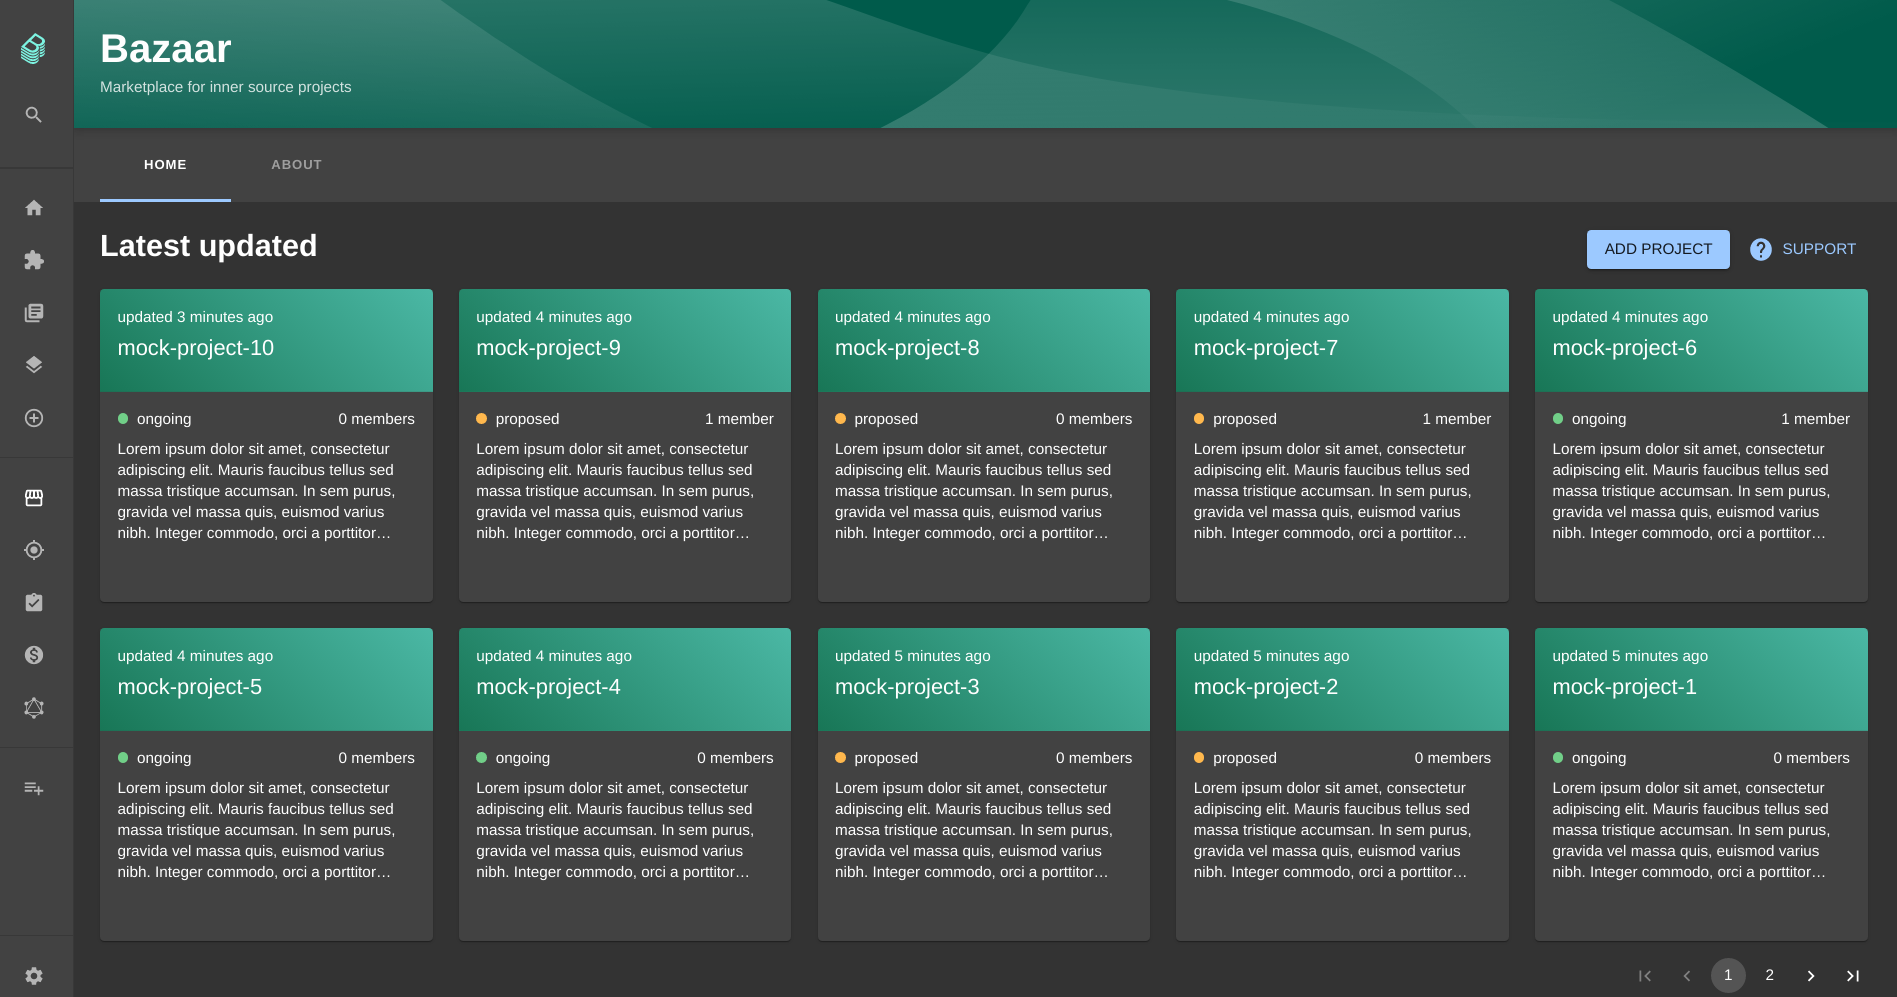 Bazaar
Marketplace for inner source projects
HOME
ABOUT
Latest updated
ADD PROJECT
SUPPORT
updated 3 minutes ago
mock-project-10
ongoing
0 members
Lorem ipsum dolor sit amet, consectetur
adipiscing elit. Mauris faucibus tellus sed
massa tristique accumsan. In sem purus,
gravida vel massa quis, euismod varius
nibh. Integer commodo, orci a porttitor…
updated 4 minutes ago
mock-project-9
proposed
1 member
Lorem ipsum dolor sit amet, consectetur
adipiscing elit. Mauris faucibus tellus sed
massa tristique accumsan. In sem purus,
gravida vel massa quis, euismod varius
nibh. Integer commodo, orci a porttitor…
updated 4 minutes ago
mock-project-8
proposed
0 members
Lorem ipsum dolor sit amet, consectetur
adipiscing elit. Mauris faucibus tellus sed
massa tristique accumsan. In sem purus,
gravida vel massa quis, euismod varius
nibh. Integer commodo, orci a porttitor…
updated 4 minutes ago
mock-project-7
proposed
1 member
Lorem ipsum dolor sit amet, consectetur
adipiscing elit. Mauris faucibus tellus sed
massa tristique accumsan. In sem purus,
gravida vel massa quis, euismod varius
nibh. Integer commodo, orci a porttitor…
updated 4 minutes ago
mock-project-6
ongoing
1 member
Lorem ipsum dolor sit amet, consectetur
adipiscing elit. Mauris faucibus tellus sed
massa tristique accumsan. In sem purus,
gravida vel massa quis, euismod varius
nibh. Integer commodo, orci a porttitor…
updated 4 minutes ago
mock-project-5
ongoing
0 members
Lorem ipsum dolor sit amet, consectetur
adipiscing elit. Mauris faucibus tellus sed
massa tristique accumsan. In sem purus,
gravida vel massa quis, euismod varius
nibh. Integer commodo, orci a porttitor…
updated 4 minutes ago
mock-project-4
ongoing
0 members
Lorem ipsum dolor sit amet, consectetur
adipiscing elit. Mauris faucibus tellus sed
massa tristique accumsan. In sem purus,
gravida vel massa quis, euismod varius
nibh. Integer commodo, orci a porttitor…
updated 5 minutes ago
mock-project-3
proposed
0 members
Lorem ipsum dolor sit amet, consectetur
adipiscing elit. Mauris faucibus tellus sed
massa tristique accumsan. In sem purus,
gravida vel massa quis, euismod varius
nibh. Integer commodo, orci a porttitor…
updated 5 minutes ago
mock-project-2
proposed
0 members
Lorem ipsum dolor sit amet, consectetur
adipiscing elit. Mauris faucibus tellus sed
massa tristique accumsan. In sem purus,
gravida vel massa quis, euismod varius
nibh. Integer commodo, orci a porttitor…
updated 5 minutes ago
mock-project-1
ongoing
0 members
Lorem ipsum dolor sit amet, consectetur
adipiscing elit. Mauris faucibus tellus sed
massa tristique accumsan. In sem purus,
gravida vel massa quis, euismod varius
nibh. Integer commodo, orci a porttitor…
1
2